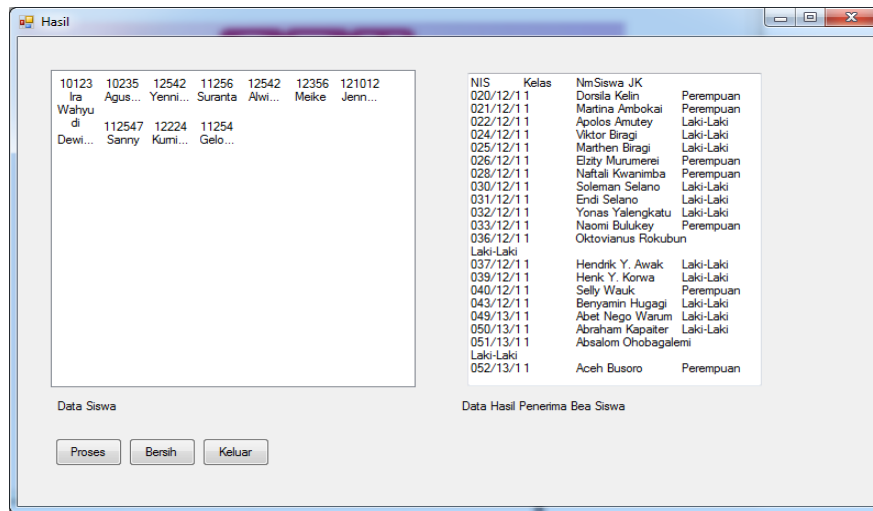 Hasil
10123 10235 12542 11256 12542 12356 121012
Ira Agus... Yenni... Suranta Alwi... Meike Jenn...
Wahyu
di 112547 12224 11254
Dewi... Sanny Kumi... Gelo...
NIS Kelas NmSiswa JK
020/12/1 1 Dorsila Kelin Perempuan
021/12/1 1 Martina Ambokai Perempuan
022/12/1 1 Apolos Amutey Laki-Laki
024/12/1 1 Viktor Biragi Laki-Laki
025/12/1 1 Marthen Biragi Laki-Laki
026/12/1 1 Elzity Murumerei Perempuan
028/12/1 1 Naftali Kwanimba Perempuan
030/12/1 1 Soleman Selano Laki-Laki
031/12/1 1 Endi Selano Laki-Laki
032/12/1 1 Yonas Yalengkatu Laki-Laki
033/12/1 1 Naomi Bulukey Perempuan
036/12/1 1 Oktovianus Rokubun
Laki-Laki
037/12/1 1 Hendrik Y. Awak Laki-Laki
039/12/1 1 Henk Y. Korwa Laki-Laki
040/12/1 1 Selly Wauk Perempuan
043/12/1 1 Benyamin Hugagi Laki-Laki
049/13/1 1 Abet Nego Warum Laki-Laki
050/13/1 1 Abraham Kapaiter Laki-Laki
051/13/1 1 Absalom Ohobagalemi
Laki-Laki
052/13/1 1 Aceh Busoro Perempuan
Data Siswa
Data Hasil Penerima Bea Siswa
Proses Bersih Keluar